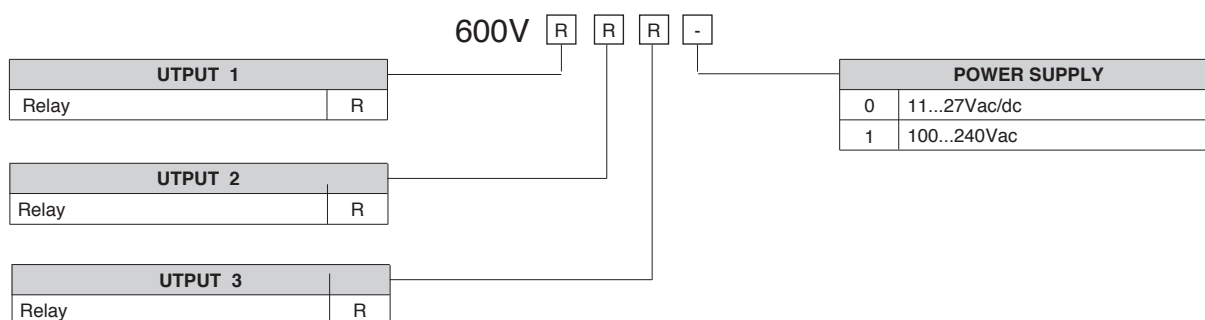 600V R R R -
UTPUT 1
Relay R
UTPUT 2
Relay R
UTPUT 3
Relay R
POWER SUPPLY
0 11...27Vac/dc
1 100...240Vac